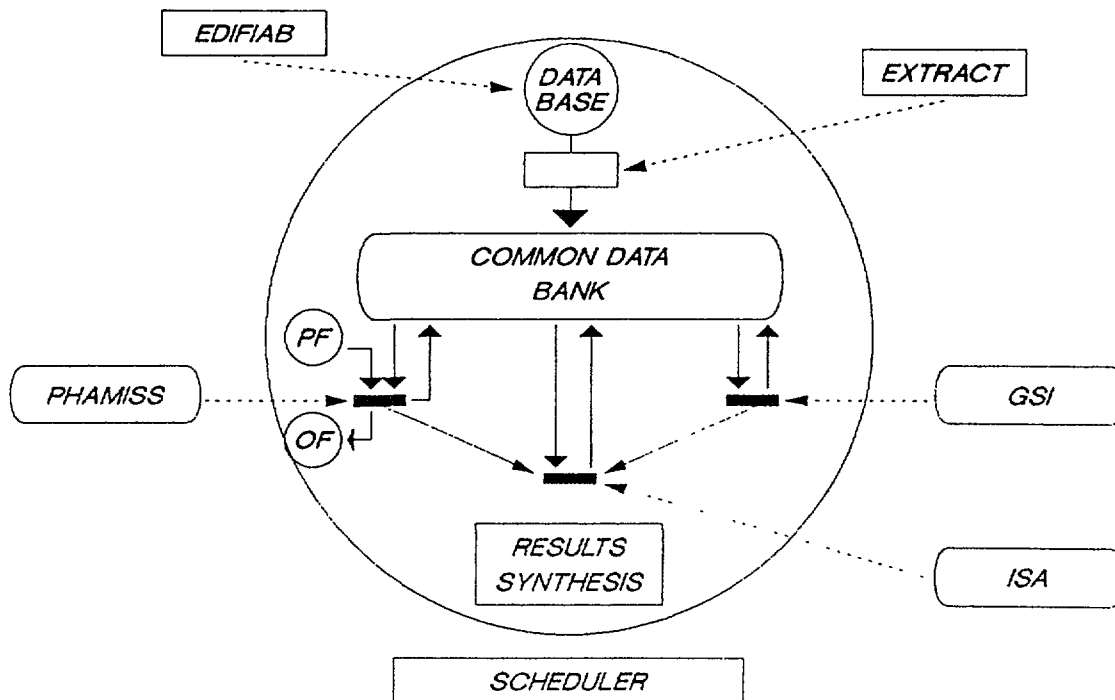 EDIFIAB
DATA
BASE
EXTRACT
COMMON DATA
BANK
PF
PHAMISS
GSI
OF
RESULTS
SYNTHESIS
ISA
SCHEDULER